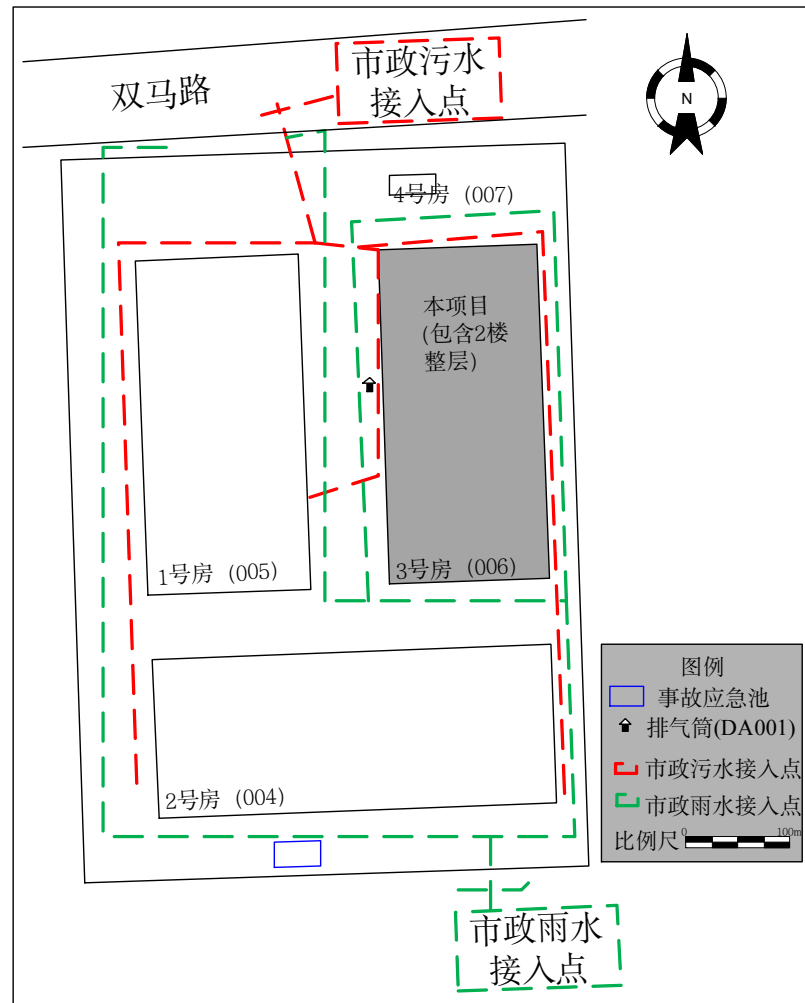 双马路
市政污水
接入点
N
4号房 (007)
本项目
(包含2楼
整层)
1号房 (005)
3号房 (006)
2号房 (004)
图例
事故应急池
排气筒(DA001)
市政污水接入点
市政雨水接入点
比例尺 0 100m
市政雨水
接入点